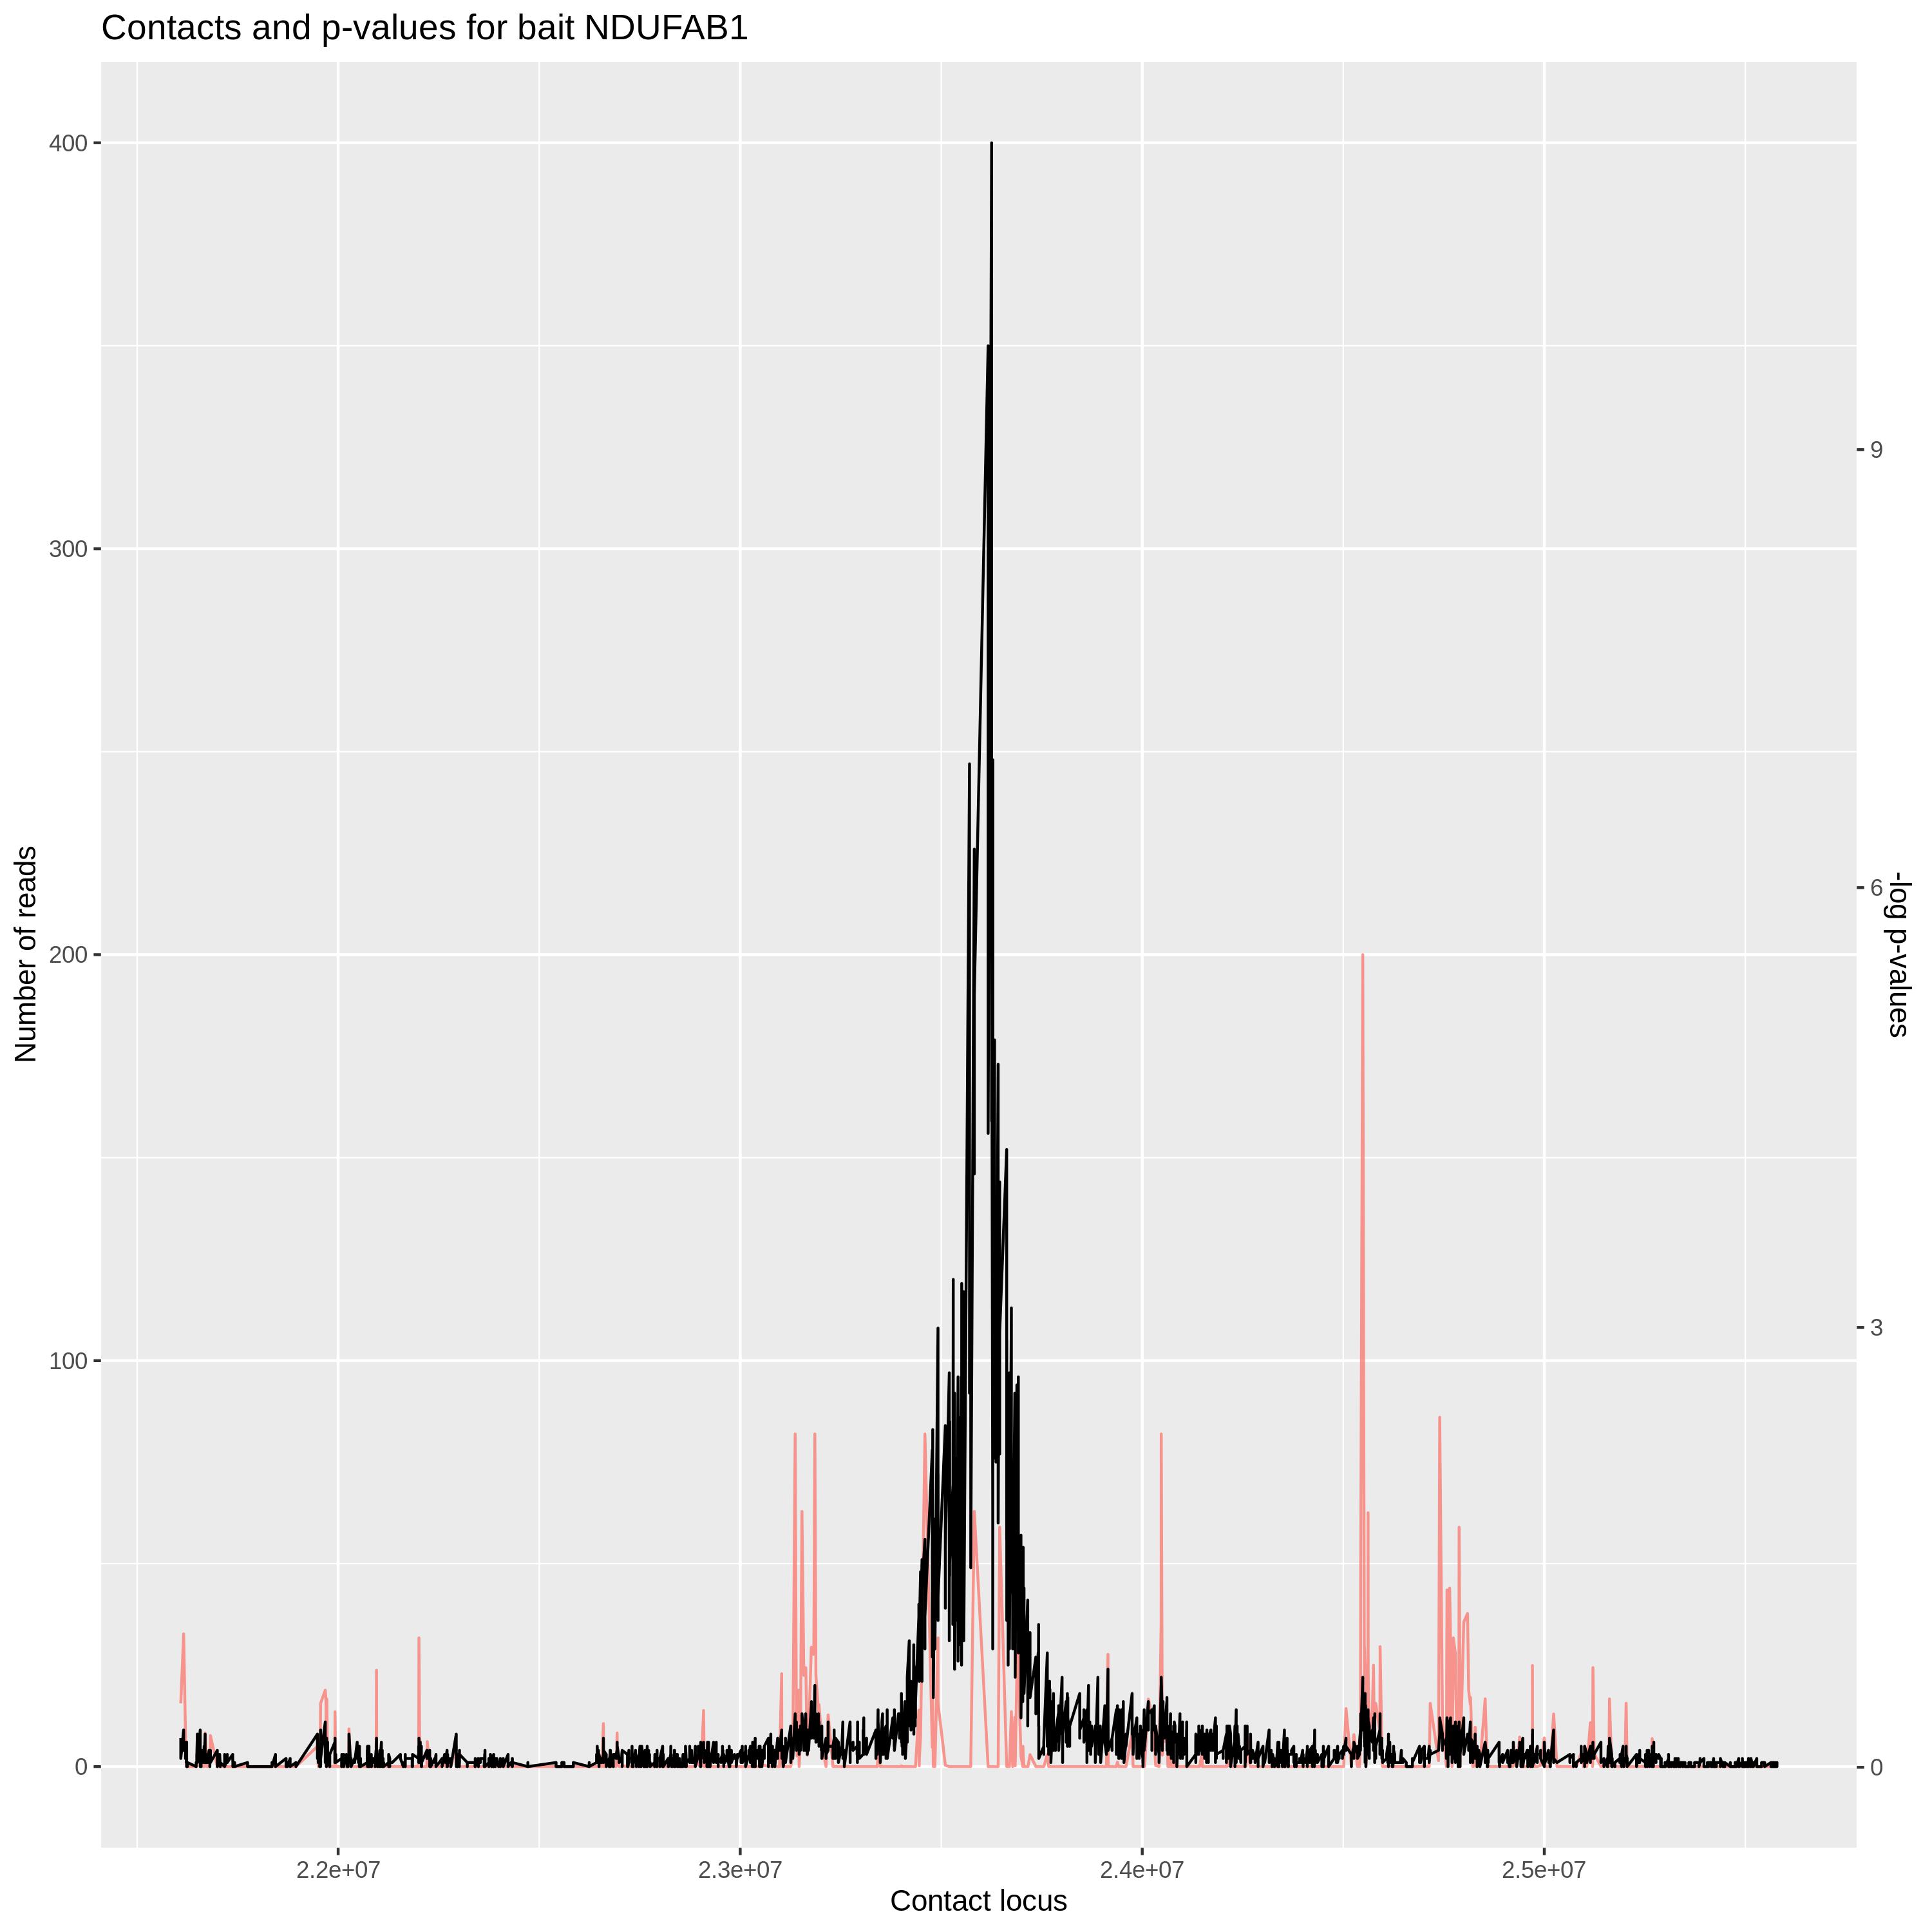 Contacts and p-values for bait NDUFAB1
400
300
200
100
0
Number of reads
9
6
3
0
-log p-values
2.2e+07
2.3e+07
2.4e+07
2.5e+07
Contact locus